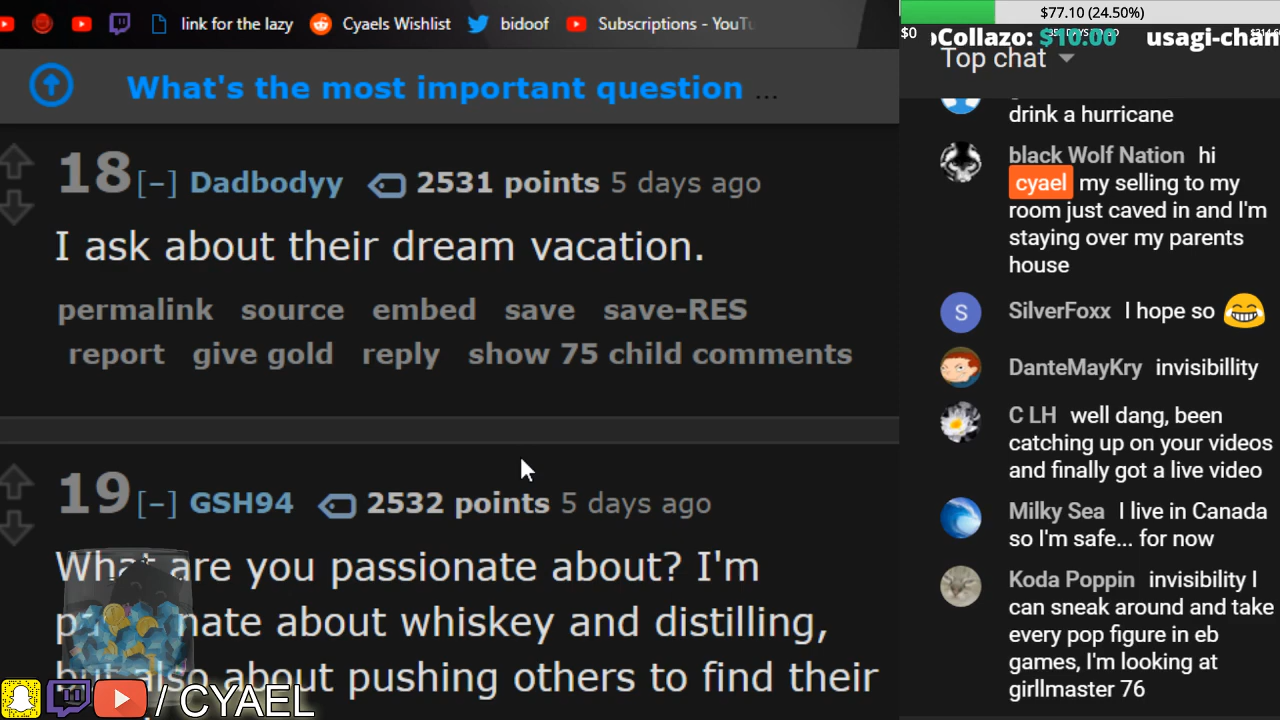 link for the lazy Cyaels Wishlist bidoof Subscriptions - YouTu
What's the most important question ...
18 [–] Dadbodyy 2531 points 5 days ago
I ask about their dream vacation.
permalink source embed save save-RES
report give gold reply show 75 child comments
19 [–] GSH94 2532 points 5 days ago
What are you passionate about? I'm
nate about whiskey and distilling,
but also about pushing others to find their
/ CYAEL
$77.10 (24.50%)
$0
Collazo: $10.00 usagi-chan
Top chat
drink a hurricane
black Wolf Nation hi
cyael my selling to my
room just caved in and I'm
staying over my parents
house
SilverFoxx I hope so 😂
DanteMayKry invisibillity
C LH well dang, been
catching up on your videos
and finally got a live video
Milky Sea I live in Canada
so I'm safe... for now
Koda Poppin invisibility I
can sneak around and take
every pop figure in eb
games, I'm looking at
girllmaster 76